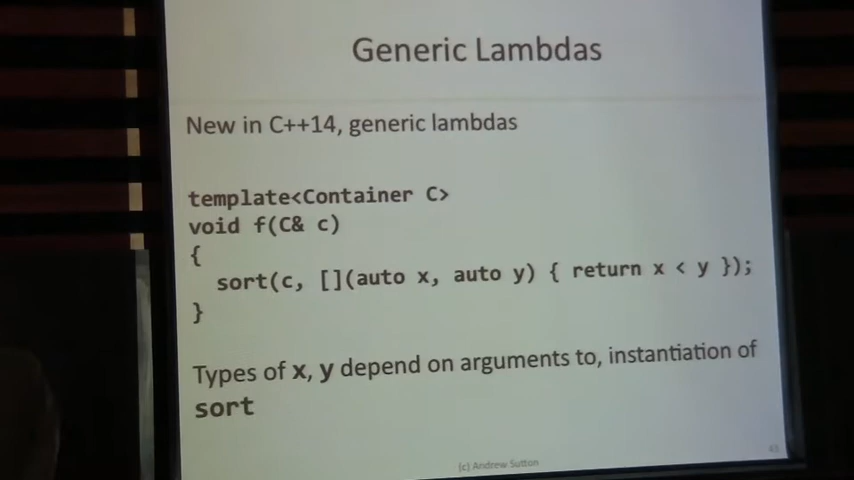 Generic Lambdas
New in C++14, generic lambdas
template<Container C>
void f(C& c)
{
sort(c, [](auto x, auto y) { return x < y });
}
Types of x, y depend on arguments to, instantiation of
sort
(c) Andrew Sutton